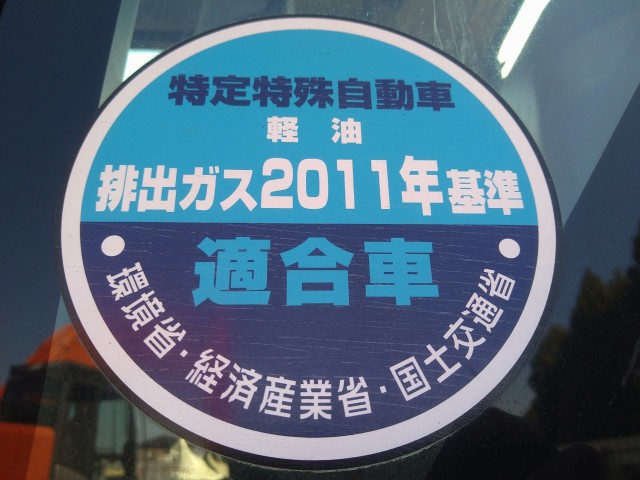 特定特殊自動車
軽油
排出ガス2011年基準
適合車
環境省・経済産業省・国土交通省